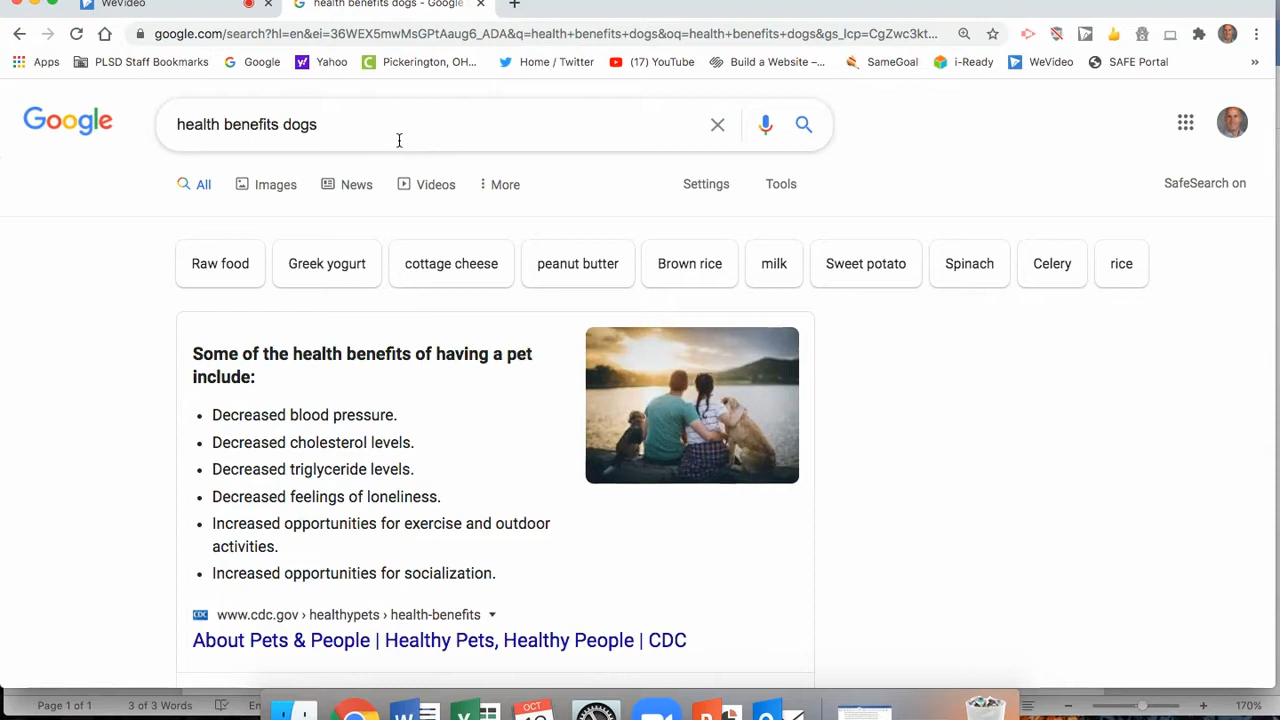 WeVideo
health benefits dogs - Google
google.com/search?hl=en&ei=36WEX5mwMsGPtAaug6_ADA&q=health+benefits+dogs&oq=health+benefits+dogs&gs_lcp=CgZwc3kt...
Apps PLSD Staff Bookmarks Google Yahoo Pickerington, OH... Home / Twitter (17) YouTube Build a Website –... SameGoal i-Ready WeVideo SAFE Portal »
Google
health benefits dogs
All Images News Videos More Settings Tools SafeSearch on
Raw food Greek yogurt cottage cheese peanut butter Brown rice milk Sweet potato Spinach Celery rice
Some of the health benefits of having a pet
include:
• Decreased blood pressure.
• Decreased cholesterol levels.
• Decreased triglyceride levels.
• Decreased feelings of loneliness.
• Increased opportunities for exercise and outdoor
activities.
• Increased opportunities for socialization.
CDC www.cdc.gov › healthypets › health-benefits
About Pets & People | Healthy Pets, Healthy People | CDC
Page 1 of 1 3 of 3 Words 170%
OCT